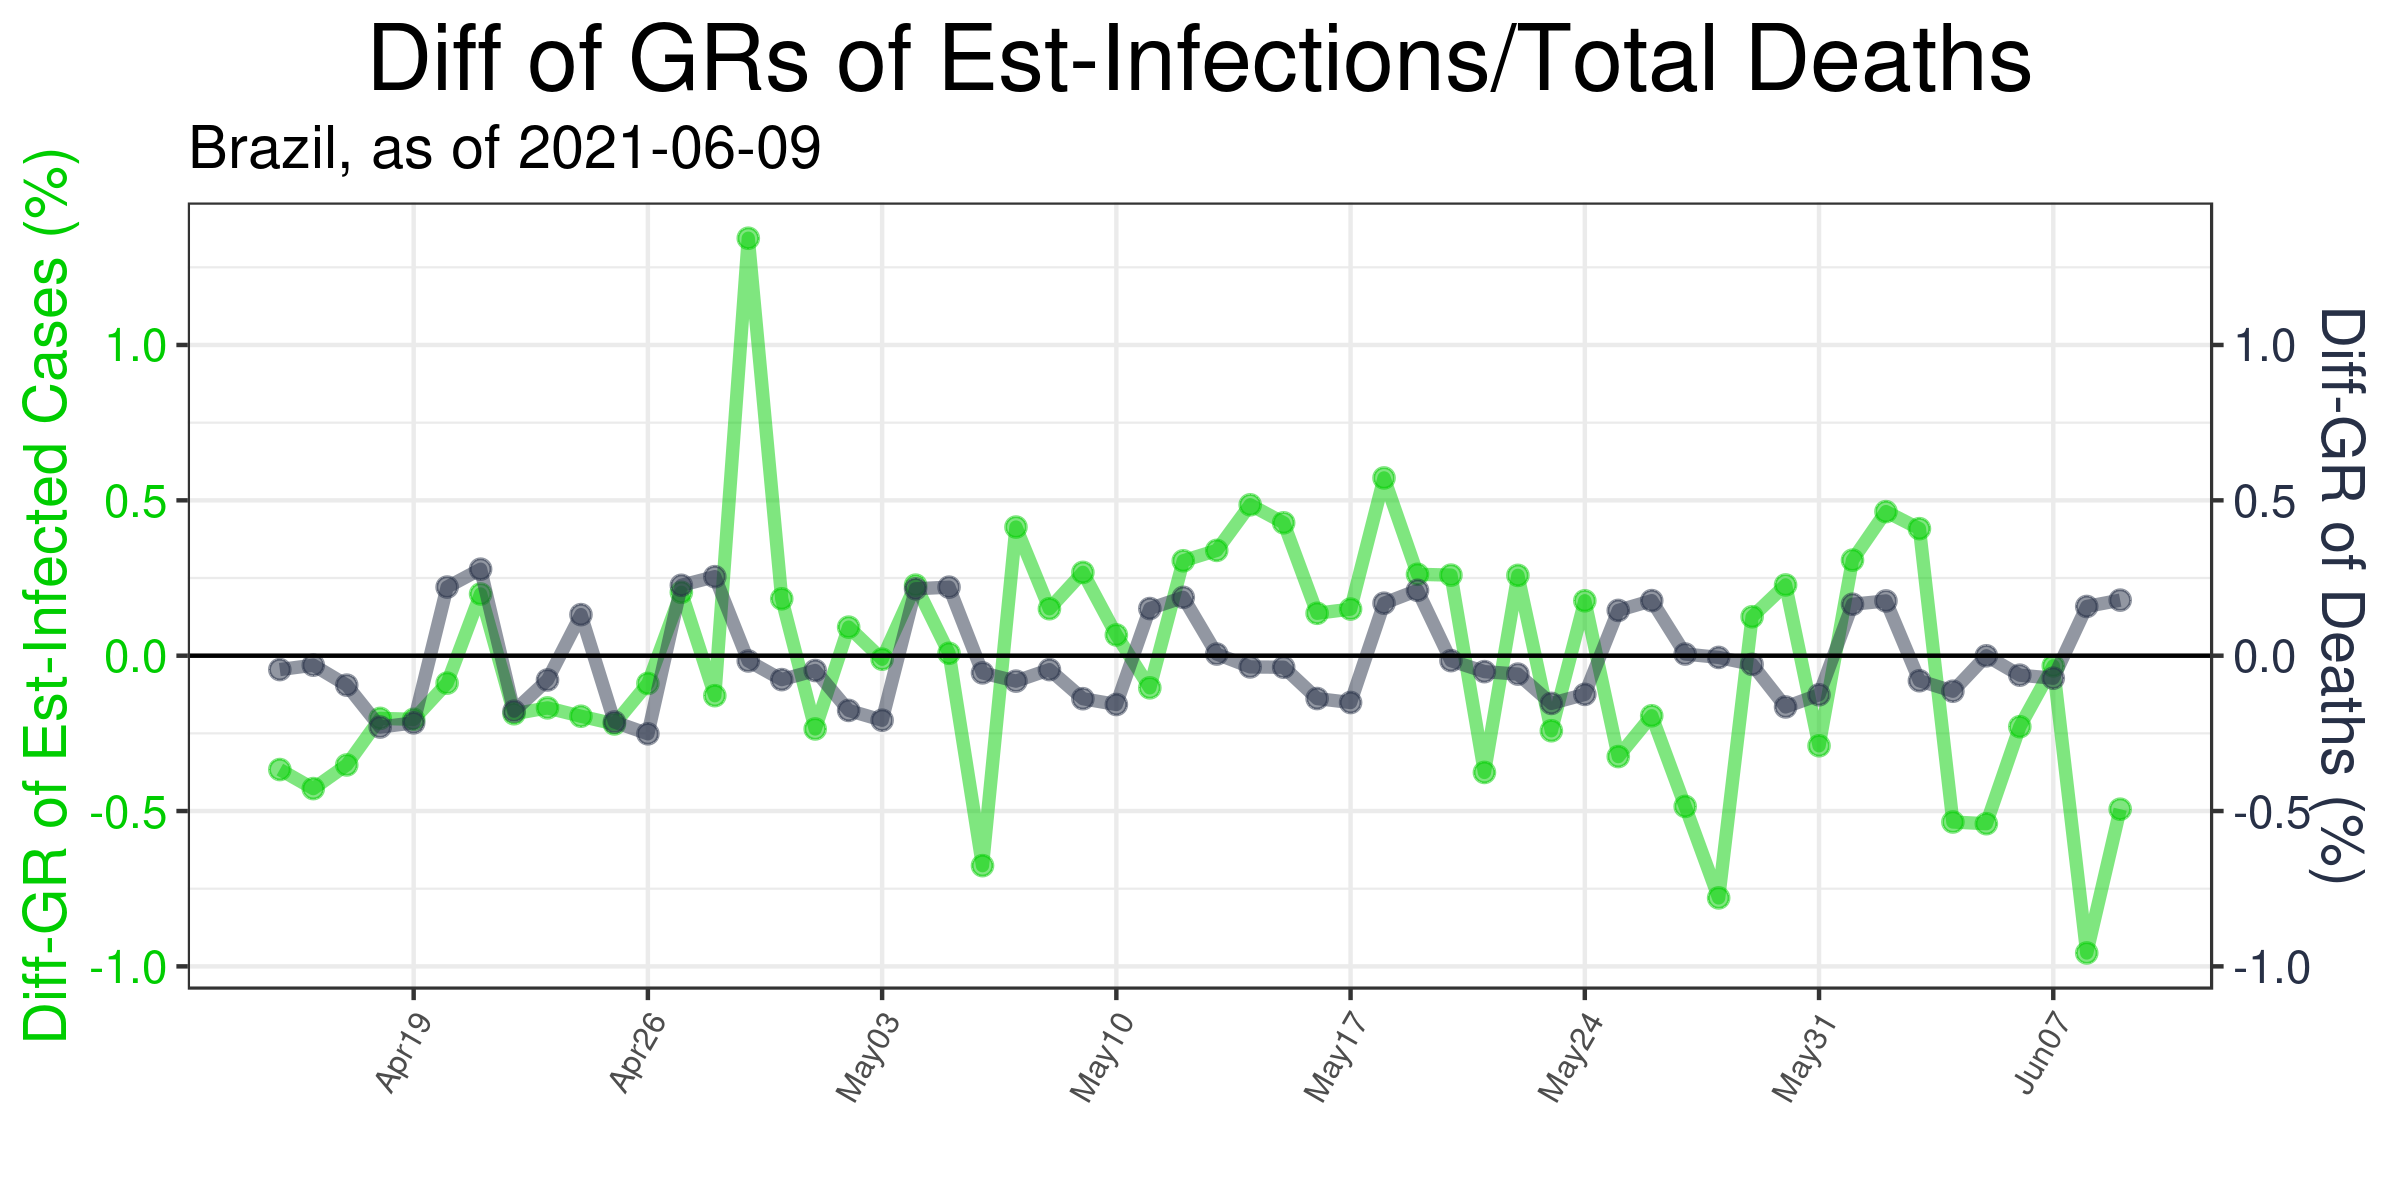 Diff of GRs of Est-Infections/Total Deaths
Brazil, as of 2021-06-09
Diff-GR of Est-Infected Cases (%)
1.0
0.5
0.0
-0.5
-1.0
1.0
0.5
0.0
-0.5
-1.0
Diff-GR of Deaths (%)
Apr19
Apr26
May03
May10
May17
May24
May31
Jun07